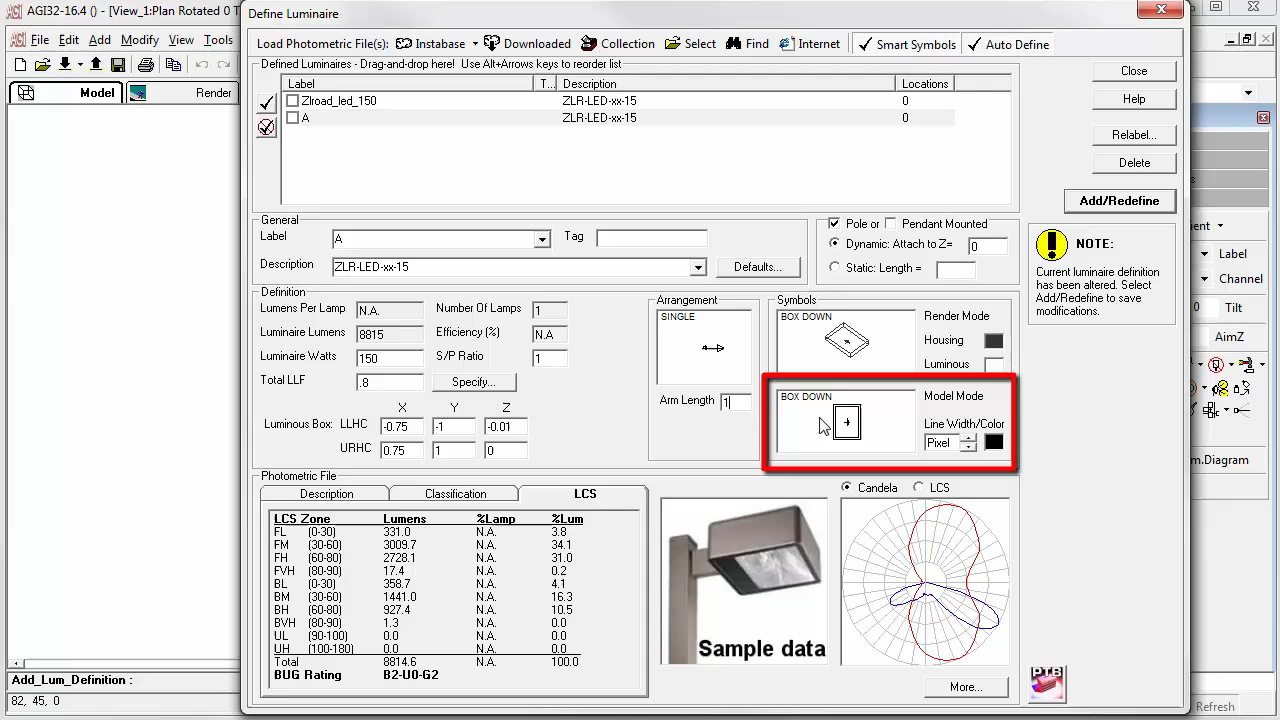 AGI32-16.4 () - [View_1:Plan Rotated 0 T
File Edit Add Modify View Tools
Model Render
Define Luminaire
Load Photometric File(s): Instabase Downloaded Collection Select Find Internet Smart Symbols Auto Define
Defined Luminaires - Drag-and-drop here! Use Alt+Arrows keys to reorder list
Label T... Description Locations
Zlroad_led_150 ZLR-LED-xx-15 0
A ZLR-LED-xx-15 0
Close
Help
Relabel...
Delete
Add/Redefine
General
Label A Tag
Description ZLR-LED-xx-15 Defaults...
Pole or Pendant Mounted
Dynamic: Attach to Z= 0
Static: Length =
NOTE:
Current luminaire definition
has been altered. Select
Add/Redefine to save
modifications.
Definition
Lumens Per Lamp N.A. Number Of Lamps 1
Luminaire Lumens 8815 Efficiency (%) N.A
Luminaire Watts 150 S/P Ratio 1
Total LLF .8 Specify...
X Y Z
Luminous Box: LLHC -0.75 -1 -0.01
URHC 0.75 1 0
Arrangement
SINGLE
Arm Length 1
Symbols
BOX DOWN Render Mode
Housing
Luminous
BOX DOWN Model Mode
Line Width/Color
Pixel
Photometric File
Description Classification LCS
LCS Zone Lumens %Lamp %Lum
FL (0-30) 331.0 N.A. 3.8
FM (30-60) 3009.7 N.A. 34.1
FH (60-80) 2728.1 N.A. 31.0
FVH (80-90) 17.4 N.A. 0.2
BL (0-30) 358.7 N.A. 4.1
BM (30-60) 1441.0 N.A. 16.3
BH (60-80) 927.4 N.A. 10.5
BVH (80-90) 1.3 N.A. 0.0
UL (90-100) 0.0 N.A. 0.0
UH (100-180) 0.0 N.A. 0.0
Total 8814.6 N.A. 100.0
BUG Rating B2-U0-G2
Sample data
Candela LCS
More...
PTB
Label
Channel
0 Tilt
AimZ
Diagram
Refresh
Add_Lum_Definition :
82, 45, 0